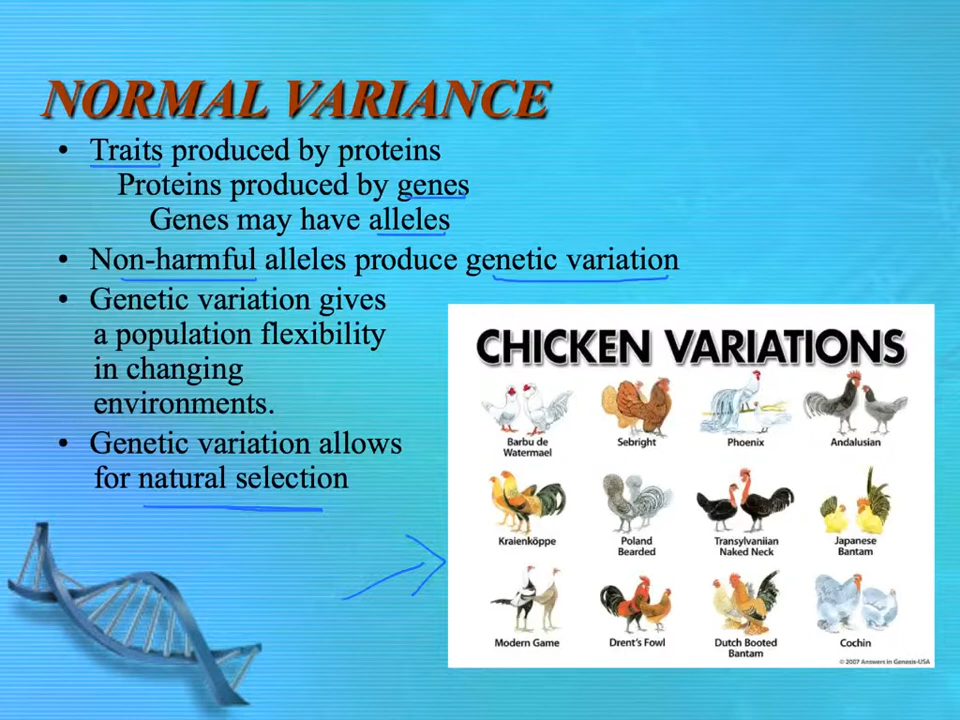 NORMAL VARIANCE
• Traits produced by proteins
Proteins produced by genes
Genes may have alleles
• Non-harmful alleles produce genetic variation
• Genetic variation gives
a population flexibility
in changing
environments.
• Genetic variation allows
for natural selection
CHICKEN VARIATIONS
Barbu de
Watermael
Sebright
Phoenix
Andalusian
Kraienköppe
Poland
Bearded
Transylvaniian
Naked Neck
Japanese
Bantam
Modern Game
Drent's Fowl
Dutch Booted
Bantam
Cochin
© 2007 Answers in Genesis-USA